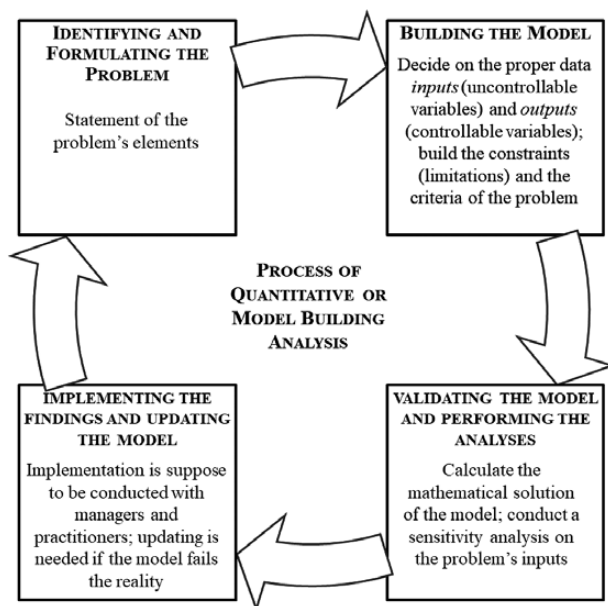 IDENTIFYING AND
FORMULATING THE
PROBLEM
Statement of the
problem's elements
BUILDING THE MODEL
Decide on the proper data
inputs (uncontrollable
variables) and outputs
(controllable variables);
build the constraints
(limitations) and the
criteria of the problem
PROCESS OF
QUANTITATIVE OR
MODEL BUILDING
ANALYSIS
IMPLEMENTING THE
FINDINGS AND UPDATING
THE MODEL
Implementation is suppose
to be conducted with
managers and
practitioners; updating is
needed if the model fails
the reality
VALIDATING THE MODEL
AND PERFORMING THE
ANALYSES
Calculate the
mathematical solution
of the model; conduct a
sensitivity analysis on
the problem's inputs